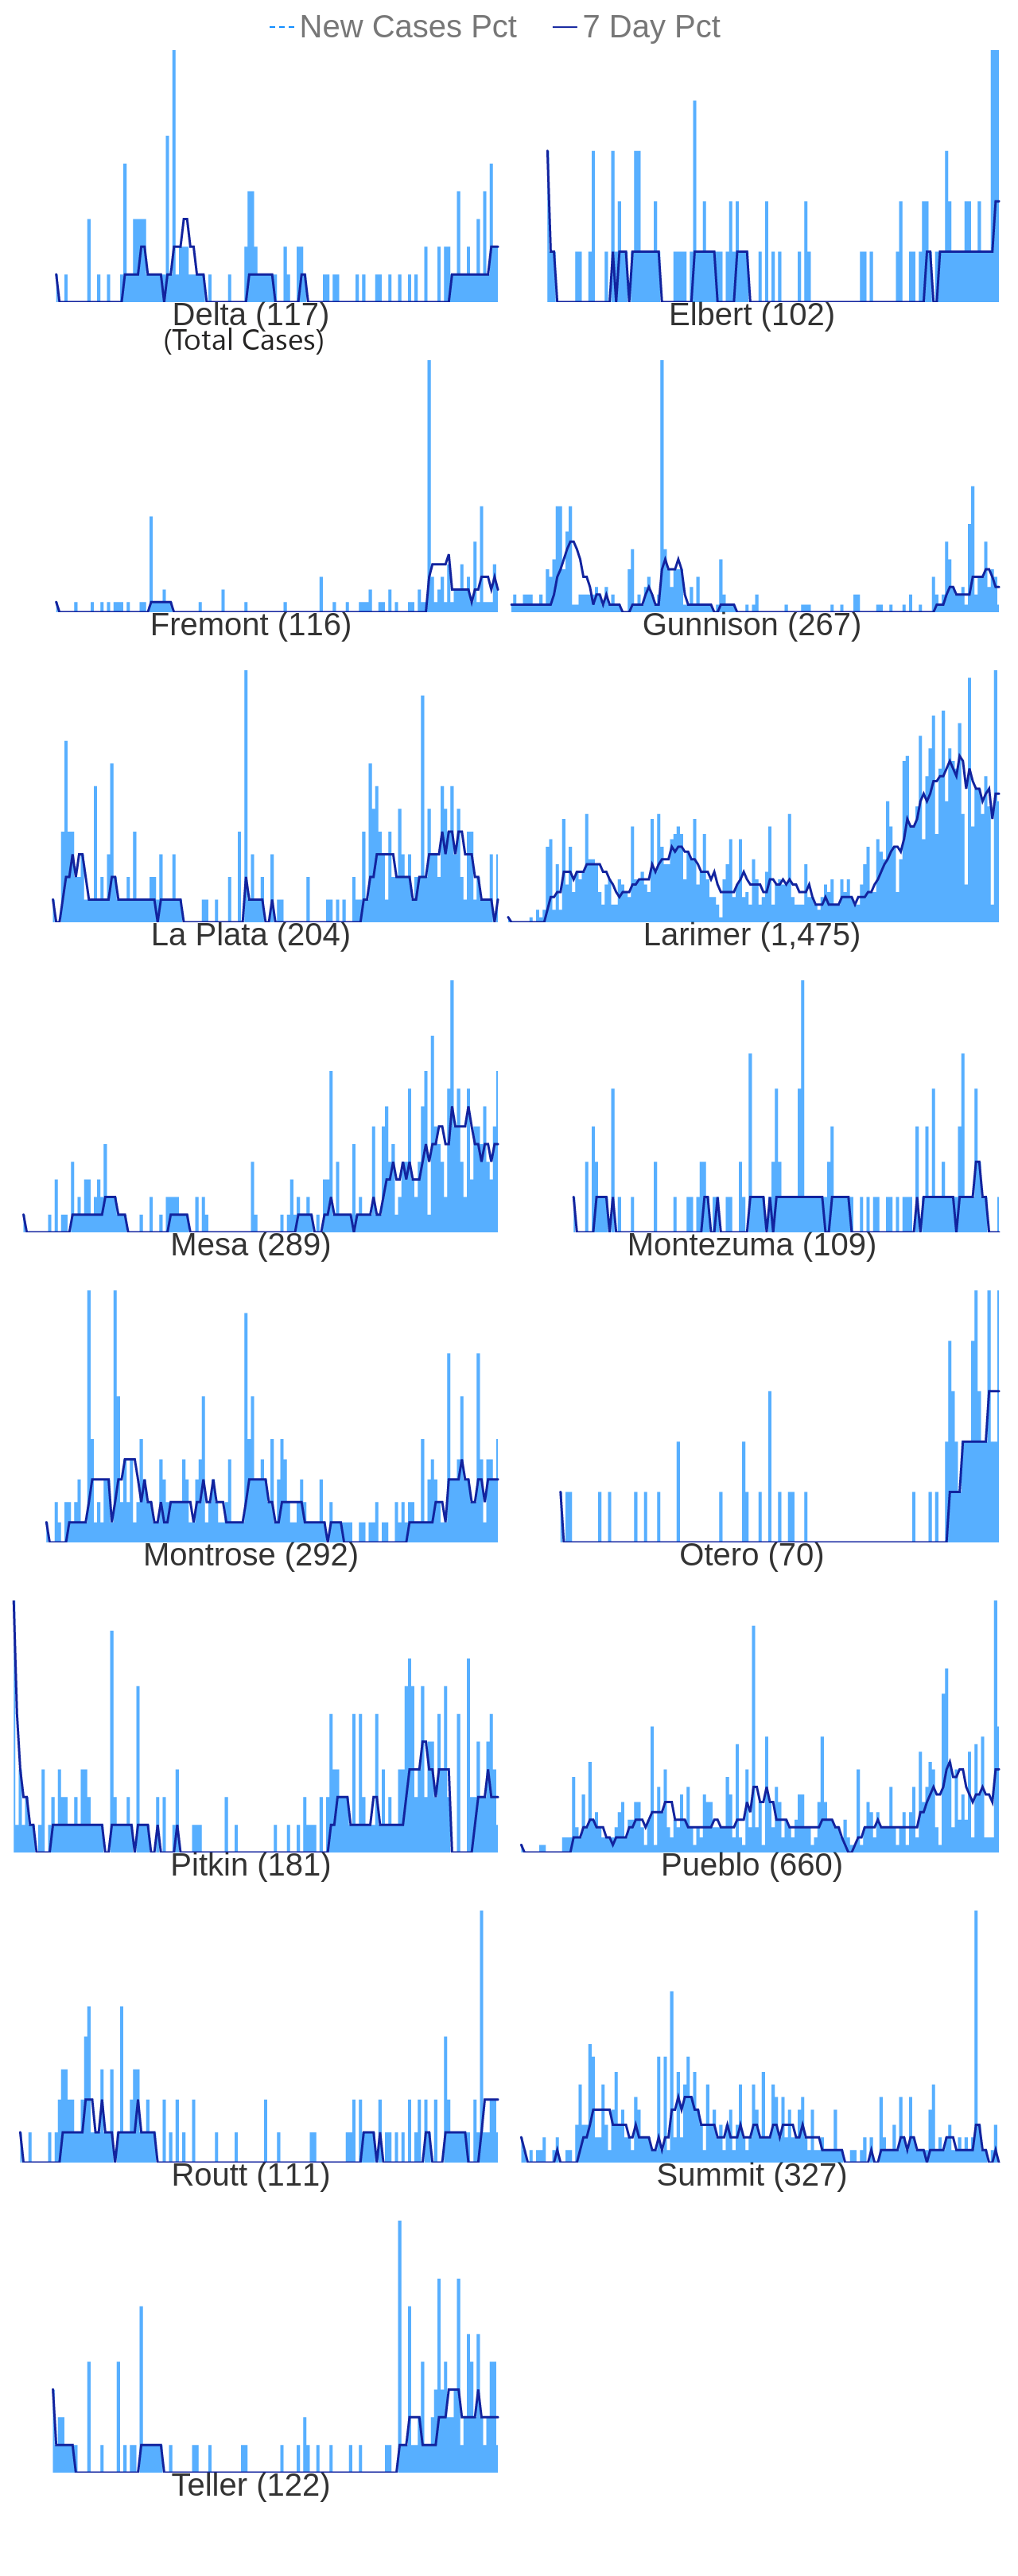 New Cases Pct 7 Day Pct
Delta (117) Elbert (102)
(Total Cases)
Fremont (116) Gunnison (267)
La Plata (204) Larimer (1,475)
Mesa (289) Montezuma (109)
Montrose (292) Otero (70)
Pitkin (181) Pueblo (660)
Routt (111) Summit (327)
Teller (122)